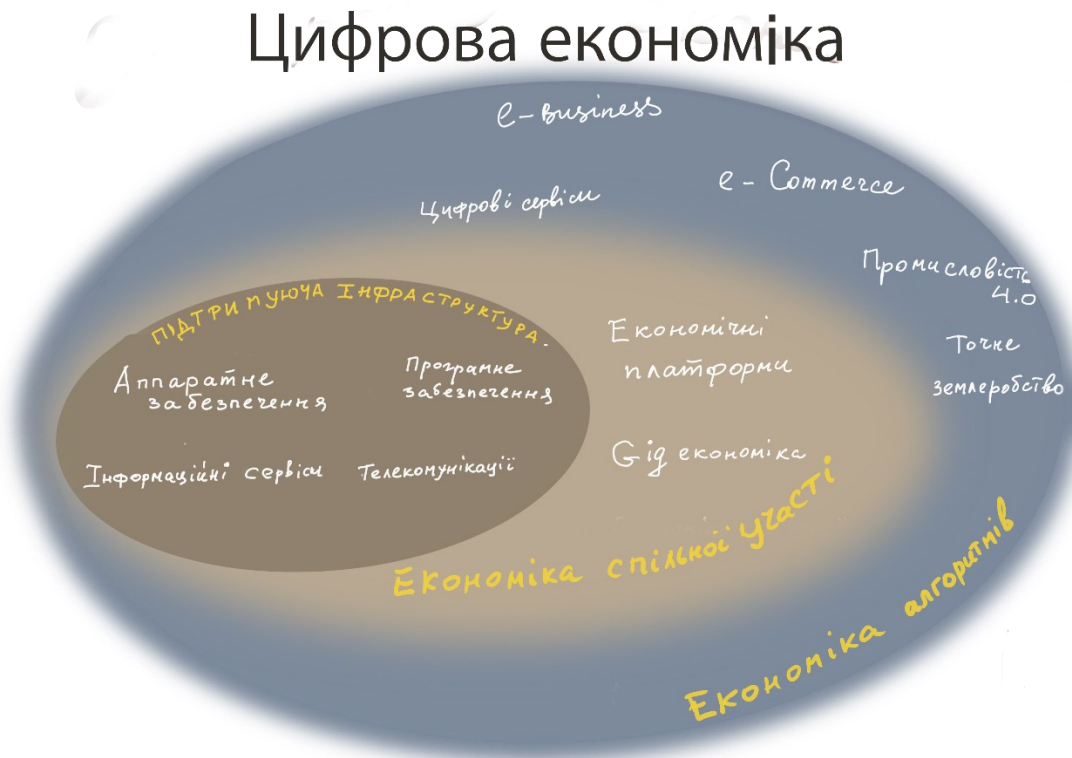 Цифрова економіка
e-Business
e-Commerce
Цифрові сервіси
Промисловість
4.0
Точне
землеробство
ПІДТРИМУЮЧА ІНФРАСТРУКТУРА.
Аппаратне
забезпечення
Програмне
забезпечення
Інформаційні сервіси
Телекомунікації
Економічні
платформи
Gig економіка
Економіка спільної участі
Економіка алгоритмів